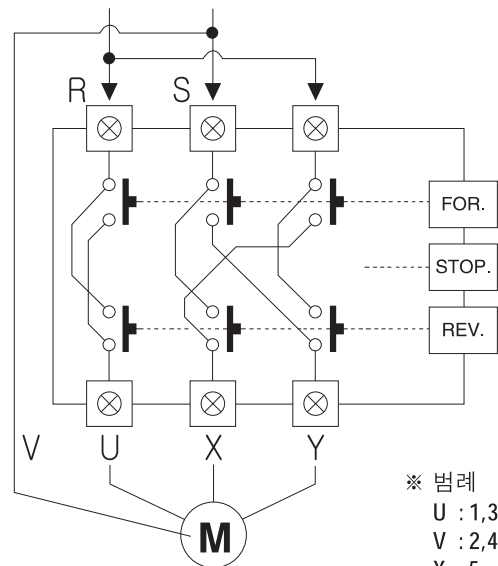 R S
FOR.
STOP.
REV.
V U X Y
M
※ 범례
U : 1,3
V : 2,4